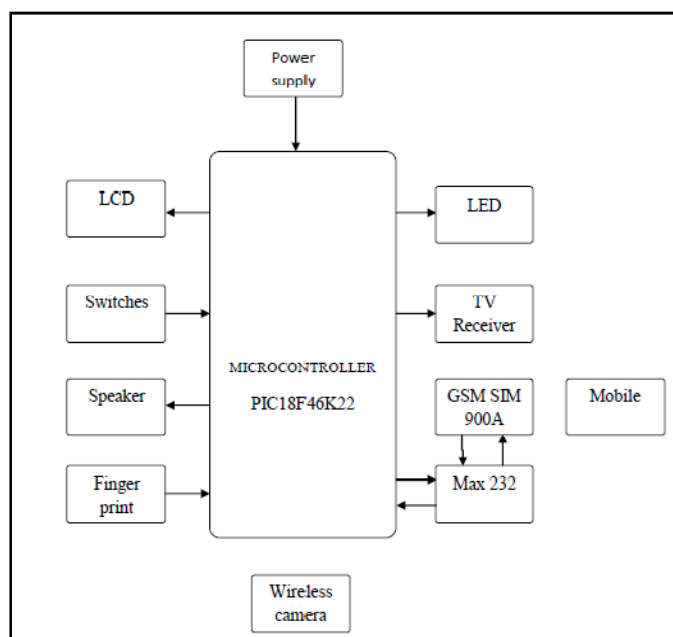 Power
supply
LCD
LED
Switches
TV
Receiver
MICROCONTROLLER
PIC18F46K22
Speaker
GSM SIM
900A
Mobile
Finger
print
Max 232
Wireless
camera